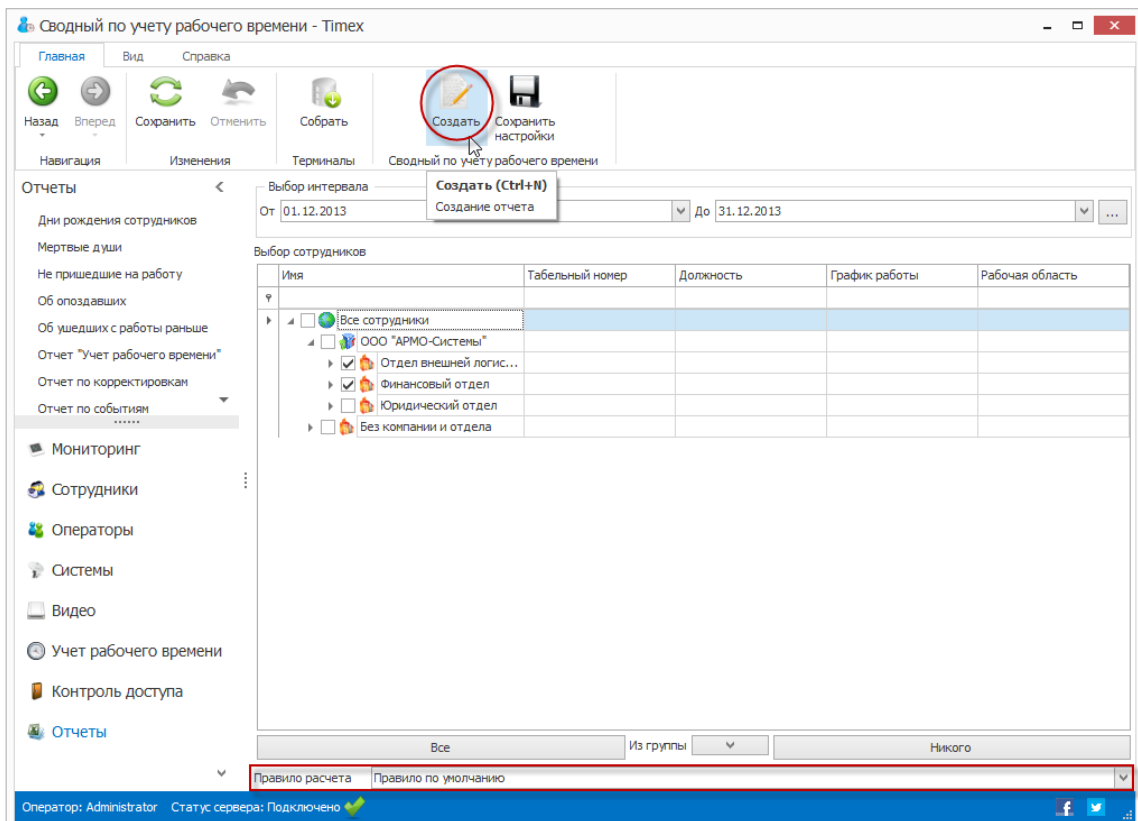 Сводный по учету рабочего времени - Timex
Главная Вид Справка
Назад Вперед Сохранить Отменить Собрать Создать Сохранить настройки
Навигация Изменения Терминалы Сводный по учету рабочего времени
Создать (Ctrl+N)
Создание отчета
Отчеты
Дни рождения сотрудников
Мертвые души
Не пришедшие на работу
Об опоздавших
Об ушедших с работы раньше
Отчет "Учет рабочего времени"
Отчет по корректировкам
Отчет по событиям
Мониторинг
Сотрудники
Операторы
Системы
Видео
Учет рабочего времени
Контроль доступа
Отчеты
Выбор интервала
От 01.12.2013 До 31.12.2013 ...
Выбор сотрудников
Имя Табельный номер Должность График работы Рабочая область
Все сотрудники
ООО "АРМО-Системы"
Отдел внешней логис...
Финансовый отдел
Юридический отдел
Без компании и отдела
Все Из группы Никого
Правило расчета Правило по умолчанию
Оператор: Administrator Статус сервера: Подключено